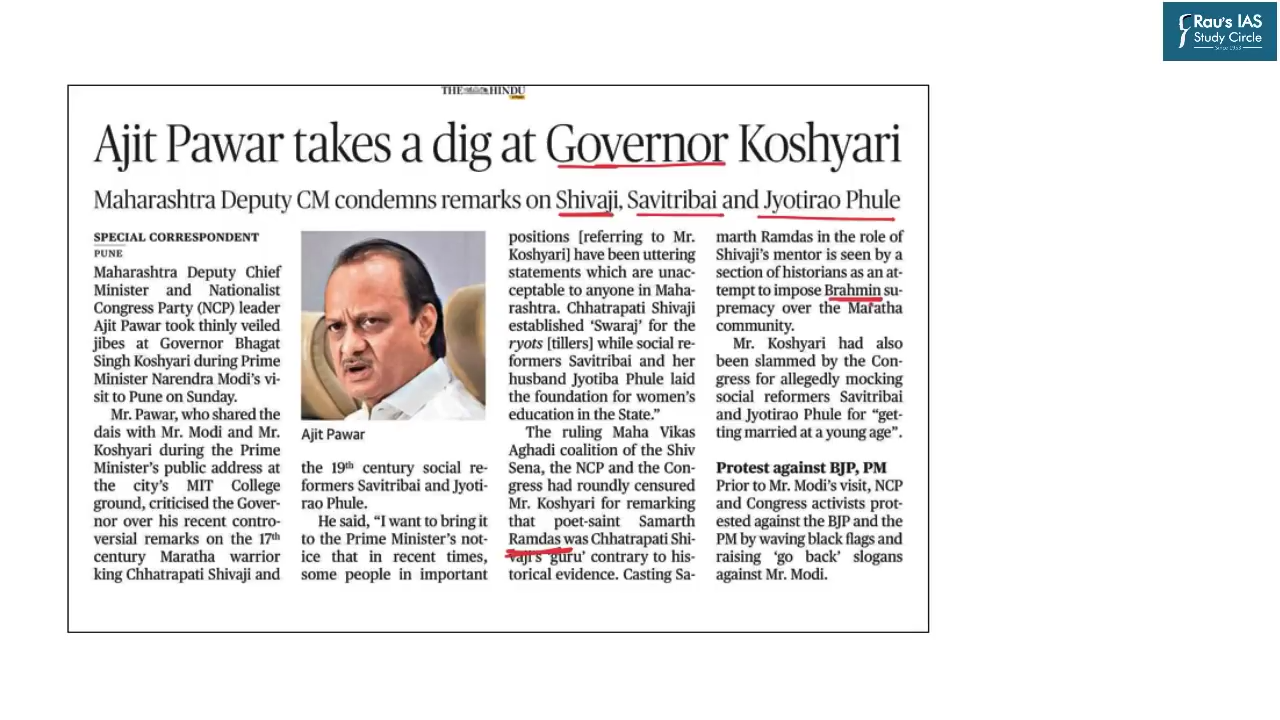 Rau's IAS
Study Circle
Since 1953
THE HINDU
Ajit Pawar takes a dig at Governor Koshyari
Maharashtra Deputy CM condemns remarks on Shivaji, Savitribai and Jyotirao Phule
SPECIAL CORRESPONDENT
PUNE
Maharashtra Deputy Chief
Minister and Nationalist
Congress Party (NCP) leader
Ajit Pawar took thinly veiled
jibes at Governor Bhagat
Singh Koshyari during Prime
Minister Narendra Modi's vi-
sit to Pune on Sunday.
Mr. Pawar, who shared the
dais with Mr. Modi and Mr.
Koshyari during the Prime
Minister's public address at
the city's MIT College
ground, criticised the Gover-
nor over his recent contro-
versial remarks on the 17th
century Maratha warrior
king Chhatrapati Shivaji and
Ajit Pawar
the 19th century social re-
formers Savitribai and Jyoti-
rao Phule.
He said, "I want to bring it
to the Prime Minister's not-
ice that in recent times,
some people in important
positions [referring to Mr.
Koshyari] have been uttering
statements which are unac-
ceptable to anyone in Maha-
rashtra. Chhatrapati Shivaji
established 'Swaraj' for the
ryots [tillers] while social re-
formers Savitribai and her
husband Jyotiba Phule laid
the foundation for women's
education in the State."
The ruling Maha Vikas
Aghadi coalition of the Shiv
Sena, the NCP and the Con-
gress had roundly censured
Mr. Koshyari for remarking
that poet-saint Samarth
Ramdas was Chhatrapati Shi-
vaji's 'guru' contrary to his-
torical evidence. Casting Sa-
marth Ramdas in the role of
Shivaji's mentor is seen by a
section of historians as an at-
tempt to impose Brahmin su-
premacy over the Maratha
community.
Mr. Koshyari had also
been slammed by the Con-
gress for allegedly mocking
social reformers Savitribai
and Jyotirao Phule for "get-
ting married at a young age".
Protest against BJP, PM
Prior to Mr. Modi's visit, NCP
and Congress activists prot-
ested against the BJP and the
PM by waving black flags and
raising 'go back' slogans
against Mr. Modi.